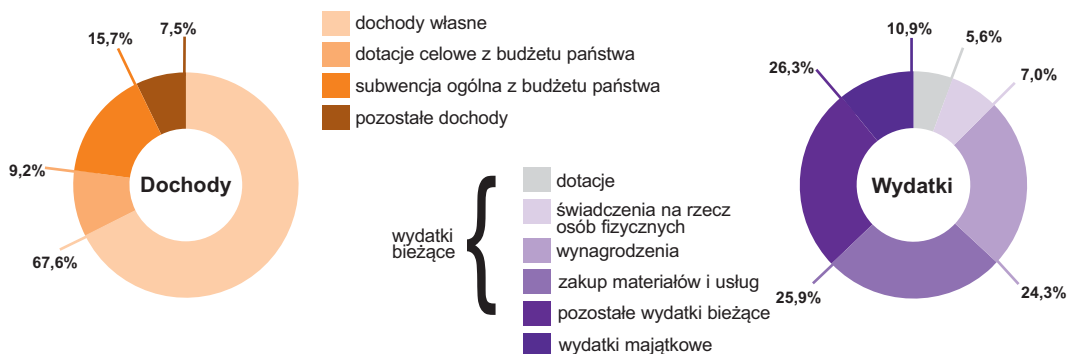 7,5%
15,7%
9,2%
67,6%
Dochody
dochody własne
dotacje celowe z budżetu państwa
subwencja ogólna z budżetu państwa
pozostałe dochody
wydatki
bieżące
dotacje
świadczenia na rzecz
osób fizycznych
wynagrodzenia
zakup materiałów i usług
pozostałe wydatki bieżące
wydatki majątkowe
10,9%
5,6%
26,3%
7,0%
Wydatki
25,9%
24,3%